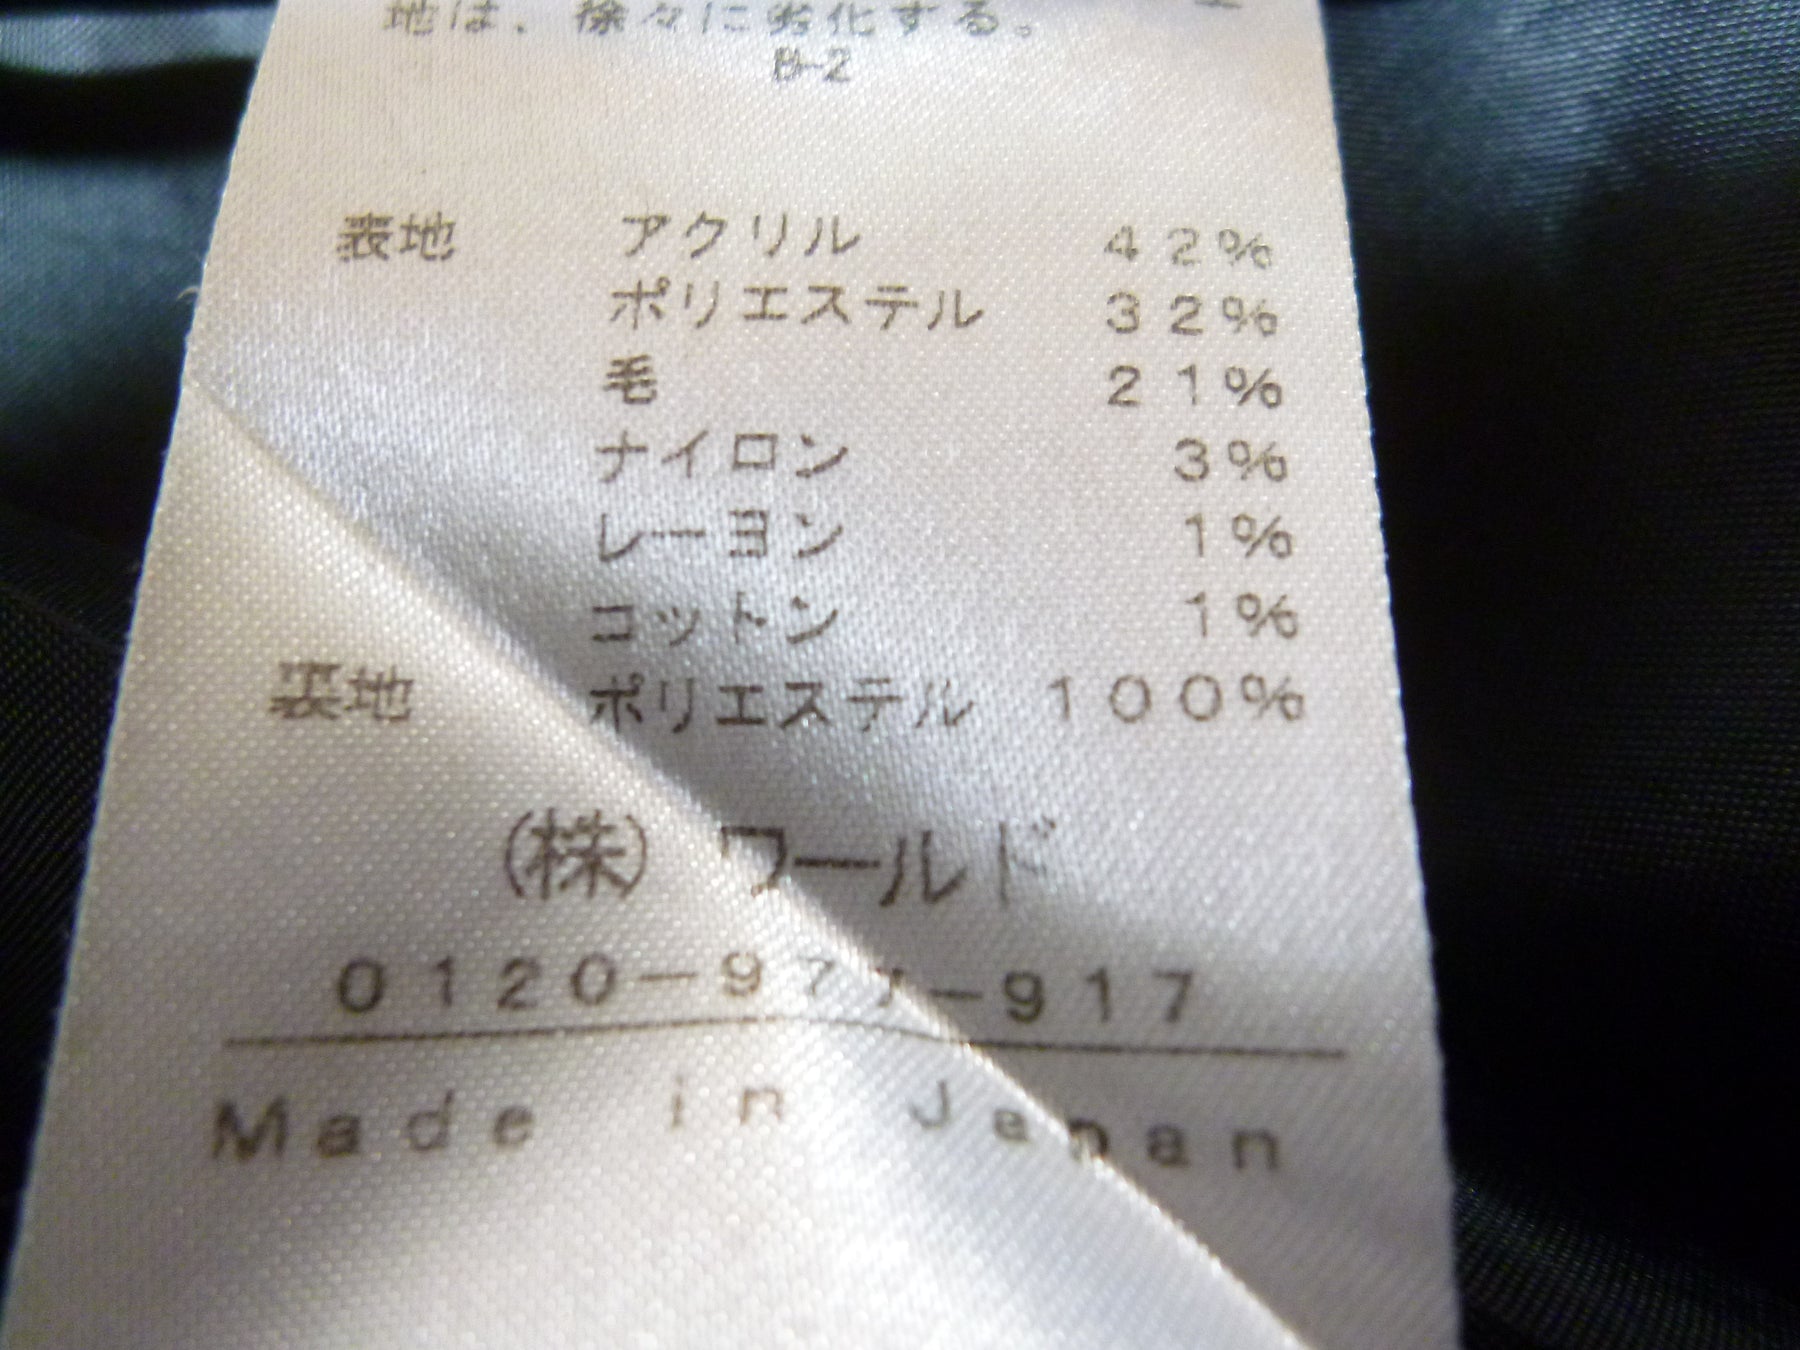 地は、徐々に劣化する。
B-2
表地 アクリル 42%
ポリエステル 32%
毛 21%
ナイロン 3%
レーヨン 1%
コットン 1%
裏地 ポリエステル 100%
(株) ワールド
0120-977-917
Made in Japan